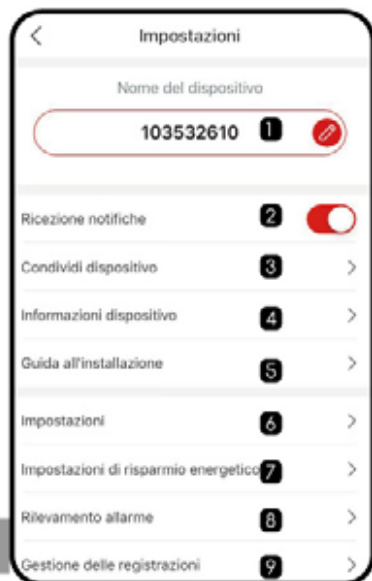 Impostazioni
Nome del dispositivo
103532610 1
Ricezione notifiche 2
Condividi dispositivo 3
Informazioni dispositivo 4
Guida all'installazione 5
Impostazioni 6
Impostazioni di risparmio energetico 7
Rilevamento allarme 8
Gestione delle registrazioni 9